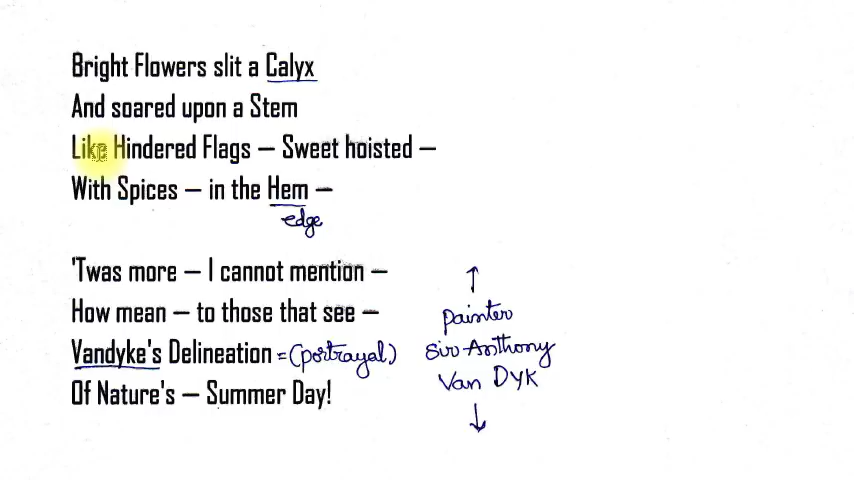 Bright Flowers slit a Calyx
And soared upon a Stem
Like Hindered Flags – Sweet hoisted –
With Spices – in the Hem –
edge
'Twas more – I cannot mention –
How mean – to those that see –
Vandyke's Delineation =(portrayal)
Of Nature's – Summer Day!
painter
Sir Anthony
Van Dyk